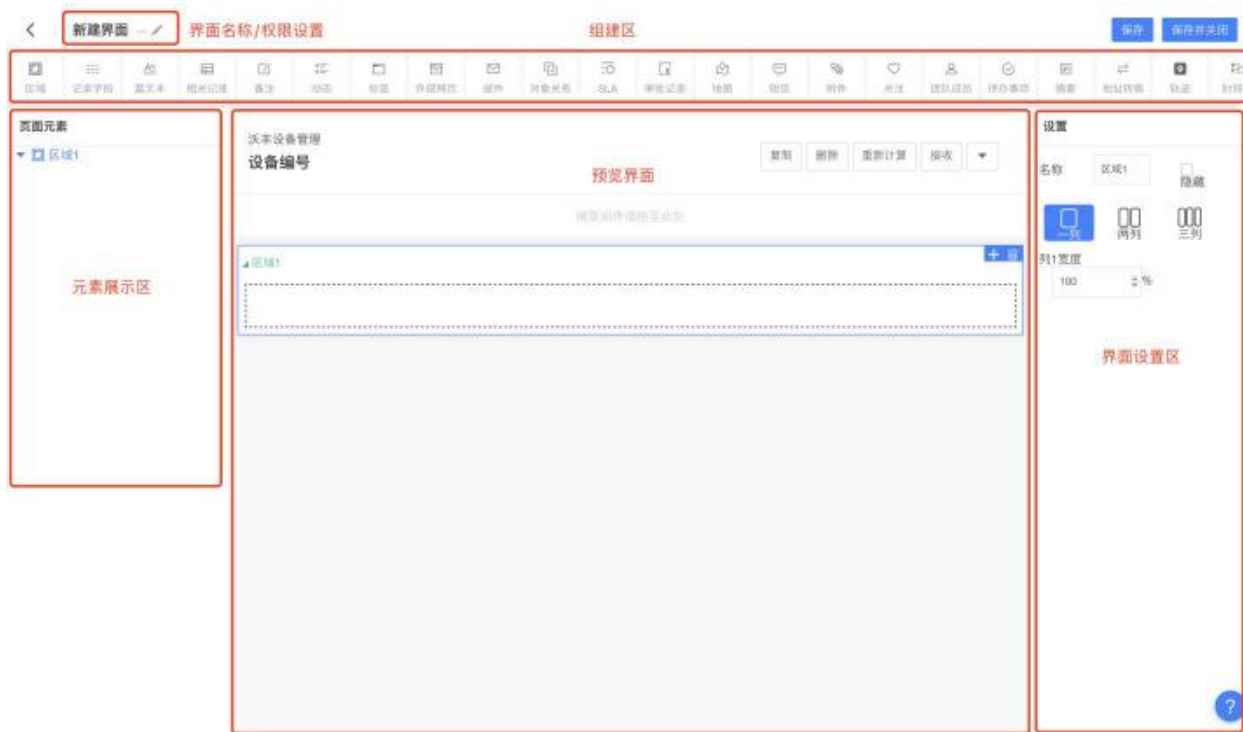 新建界面 ··· 界面名称/权限设置 组建区 保存 保存并关闭
区域 记录字段 富文本 相关记录 备注 动态 标签 外部网页 邮件 对象关系 SLA 审批记录 地图 短信 附件 关注 团队成员 待办事项 摘要 地址转换 轨迹 时间
页面元素
区域1
元素展示区
沃丰设备管理
设备编号
复制 删除 重新计算 接收
预览界面
摘要组件请拖至此处
区域1
设置
名称 区域1 隐藏
一列 两列 三列
列1宽度
100 %
界面设置区
?